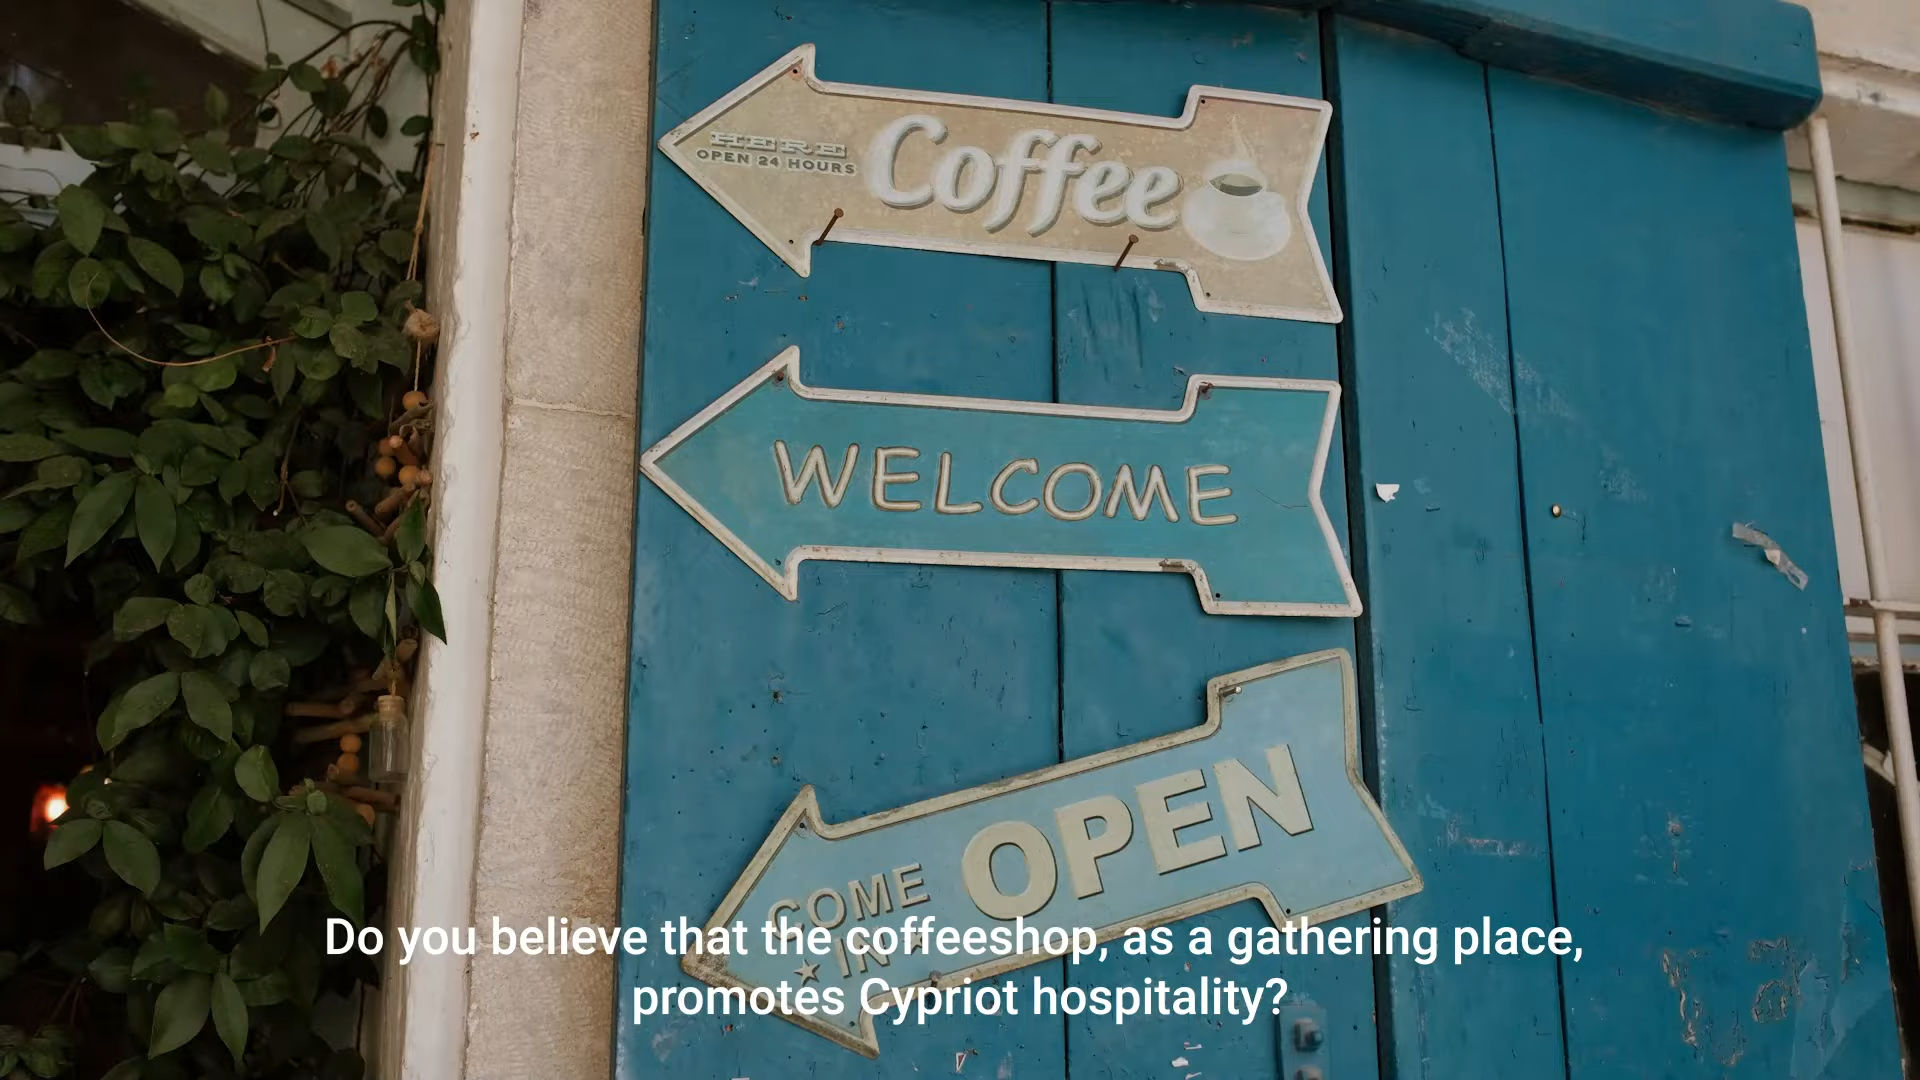 HERE
OPEN 24 HOURS
Coffee
WELCOME
COME
IN
OPEN
Do you believe that the coffeeshop, as a gathering place,
promotes Cypriot hospitality?